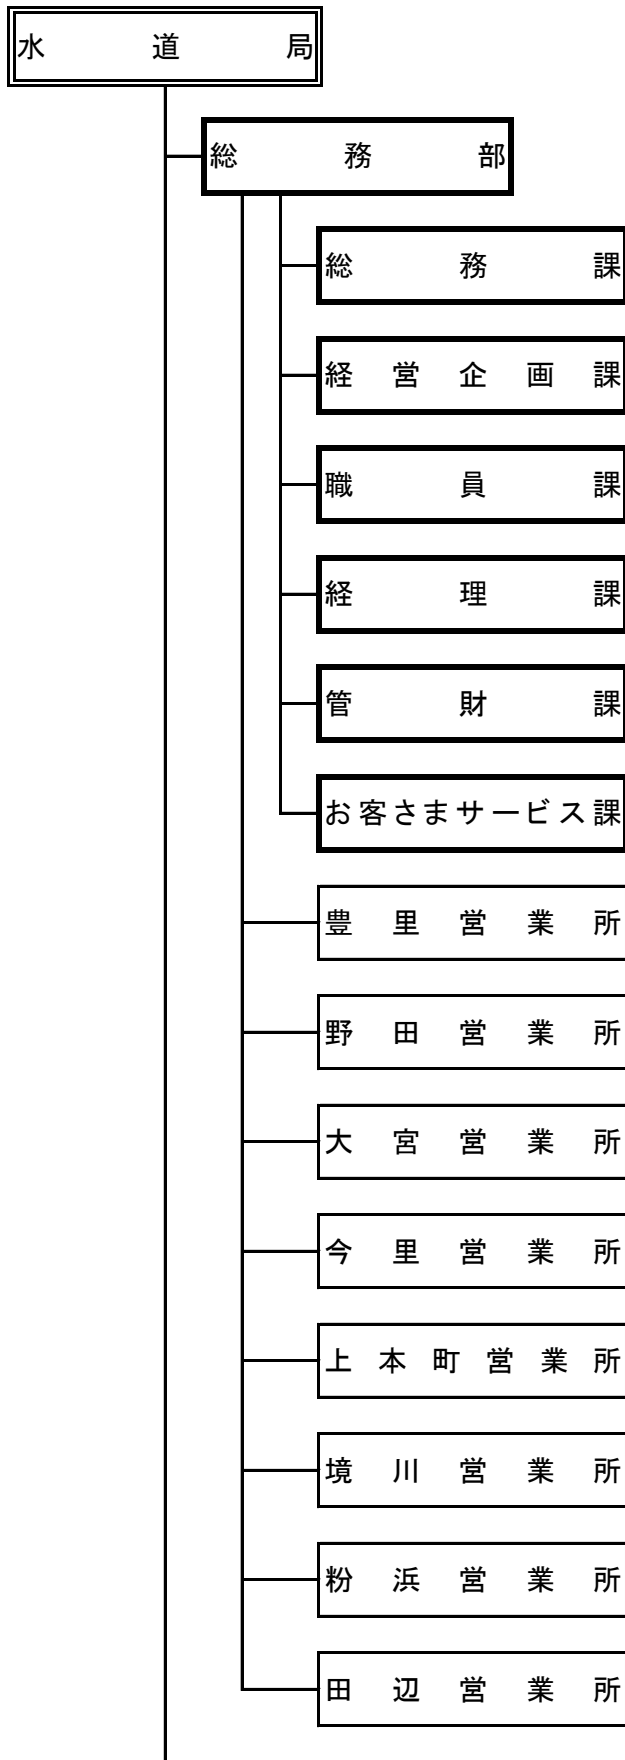 水道局
総務部
総務課
経営企画課
職員課
経理課
管財課
お客さまサービス課
豊里営業所
野田営業所
大宮営業所
今里営業所
上本町営業所
境川営業所
粉浜営業所
田辺営業所